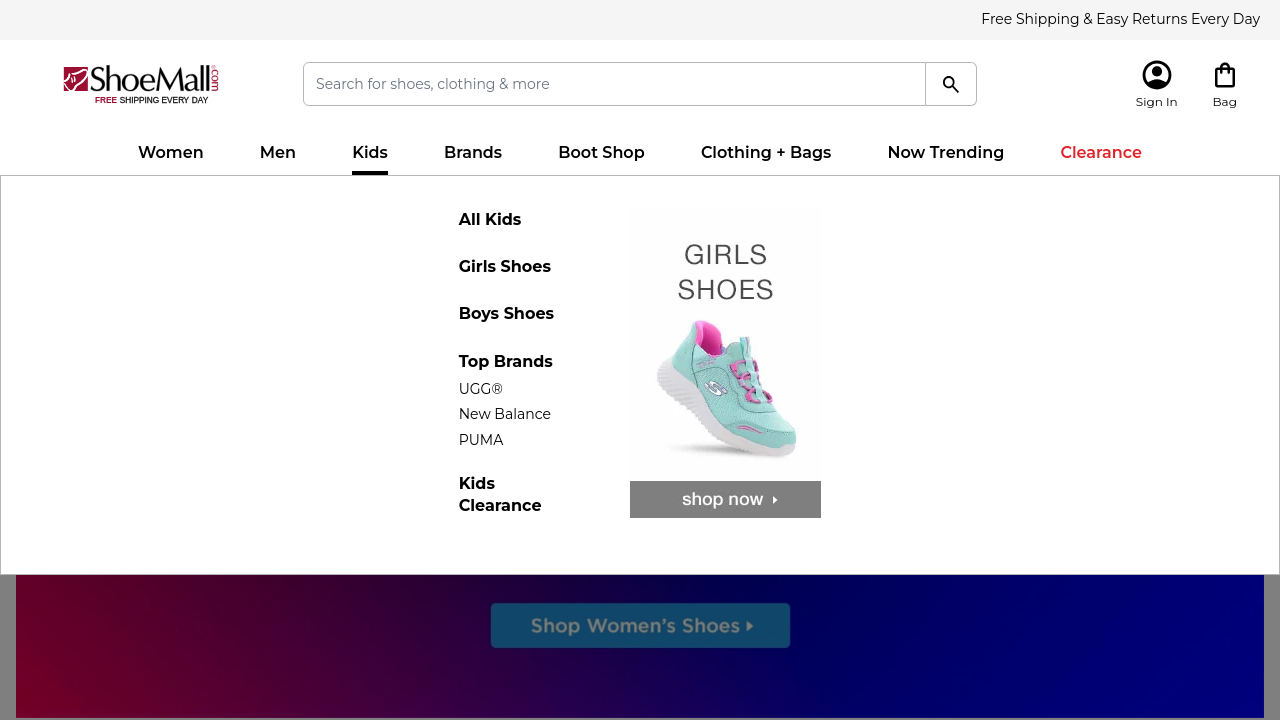 Free Shipping & Easy Returns Every Day
ShoeMall.com®
FREE SHIPPING EVERY DAY
Search for shoes, clothing & more
Sign In
Bag
Women
Men
Kids
Brands
Boot Shop
Clothing + Bags
Now Trending
Clearance
All Kids
Girls Shoes
Boys Shoes
Top Brands
UGG®
New Balance
PUMA
Kids
Clearance
GIRLS
SHOES
shop now
Shop Women's Shoes